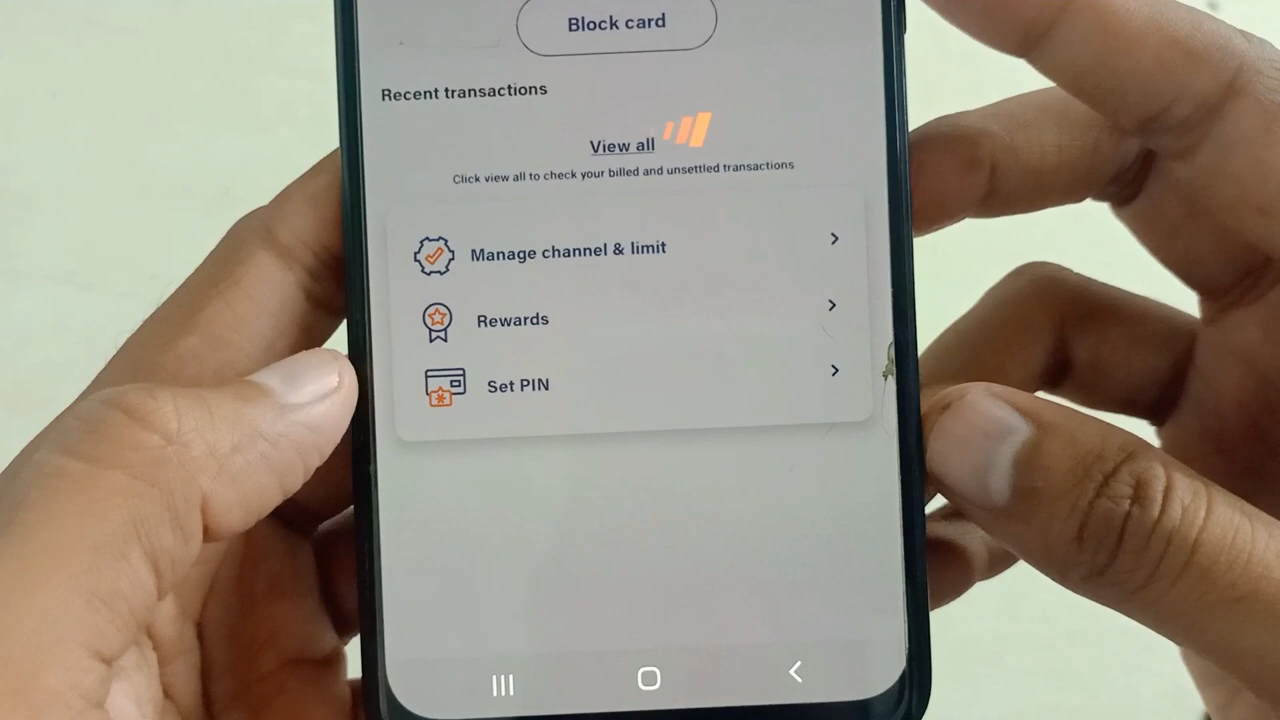 Block card
Recent transactions
View all
Click view all to check your billed and unsettled transactions
Manage channel & limit
Rewards
Set PIN